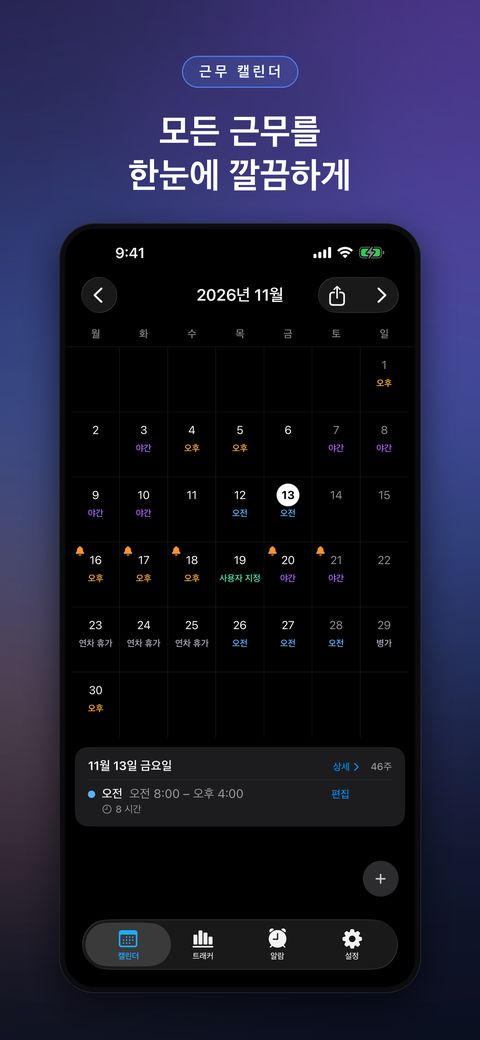 근무 캘린더
모든 근무를
한눈에 깔끔하게
9:41
2026년 11월
월 화 수 목 금 토 일
1
오후
2 3 4 5 6 7 8
야간 오후 오후 야간 야간
9 10 11 12 13 14 15
야간 야간 오전 오전
16 17 18 19 20 21 22
오후 오후 오후 사용자 지정 야간 야간
23 24 25 26 27 28 29
연차 휴가 연차 휴가 연차 휴가 오전 오전 오전 병가
30
오후
11월 13일 금요일 상세 46주
오전 오전 8:00 – 오후 4:00 편집
8 시간
캘린더 트래커 알람 설정